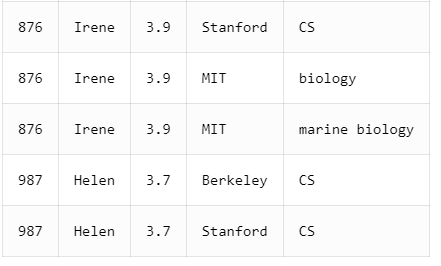 876 Irene 3.9 Stanford CS
876 Irene 3.9 MIT biology
876 Irene 3.9 MIT marine biology
987 Helen 3.7 Berkeley CS
987 Helen 3.7 Stanford CS